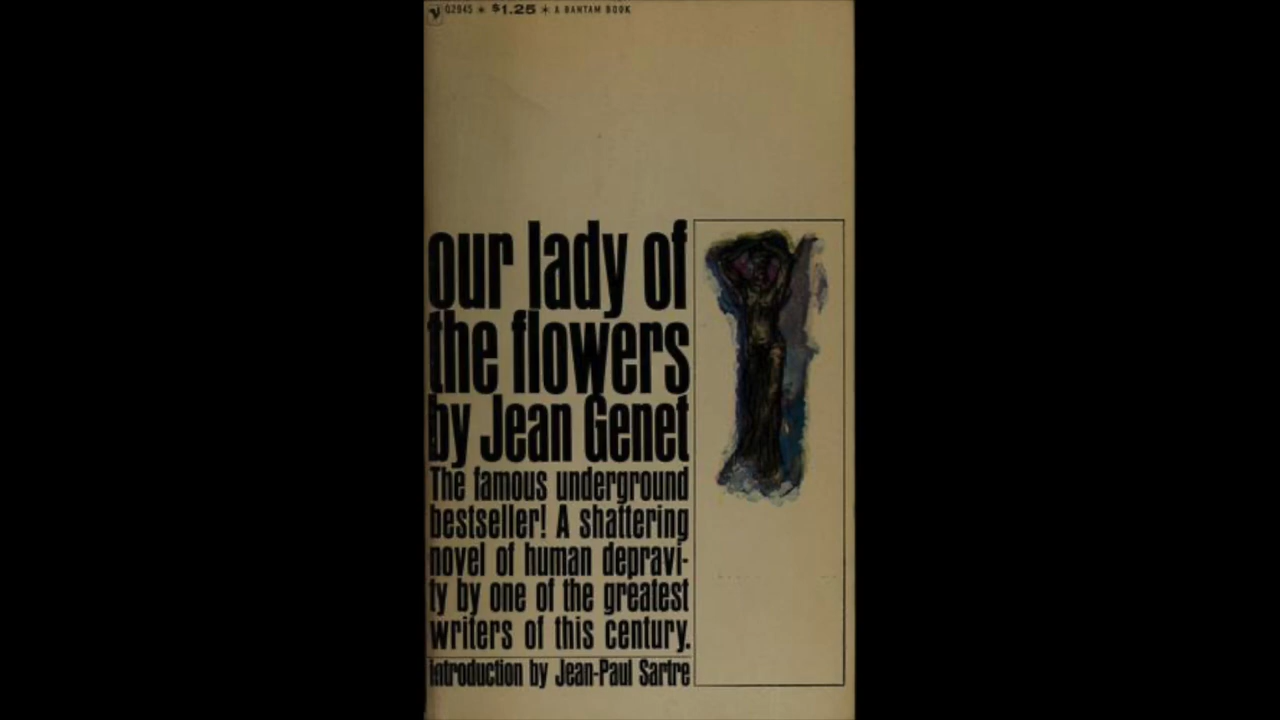 02945 * $1.25 * A BANTAM BOOK
our lady of
the flowers
by Jean Genet
The famous underground
bestseller! A shattering
novel of human depravi-
ty by one of the greatest
writers of this century.
Introduction by Jean-Paul Sartre